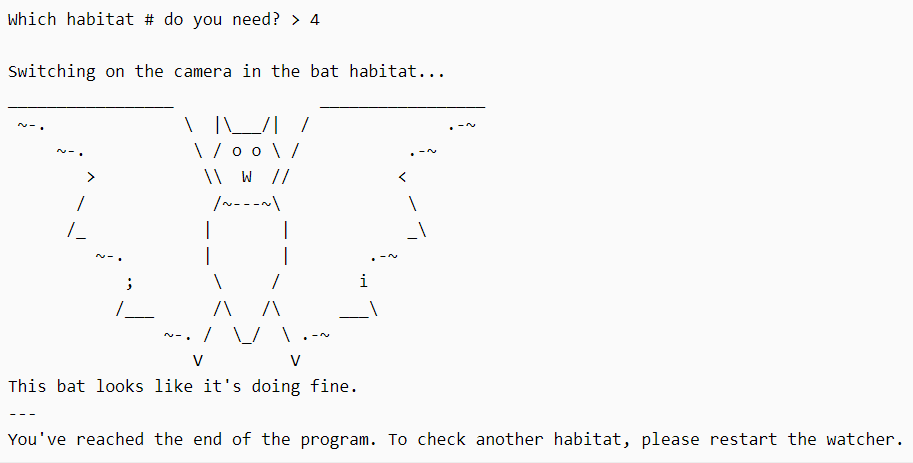 Which habitat # do you need? > 4

Switching on the camera in the bat habitat...
_________________               _________________
 ~-.              \  |\___/|  /              .-~
     ~-.           \ / o o \ /           .-~
        >           \\  W  //           <
       /             /~---~\             \
      /_            |       |            _\
         ~-.        |       |        .-~
            ;        \     /        i
           /___      /\   /\      ___\
                ~-. /  \_/  \ .-~
                   V         V
This bat looks like it's doing fine.
---
You've reached the end of the program. To check another habitat, please restart the watcher.